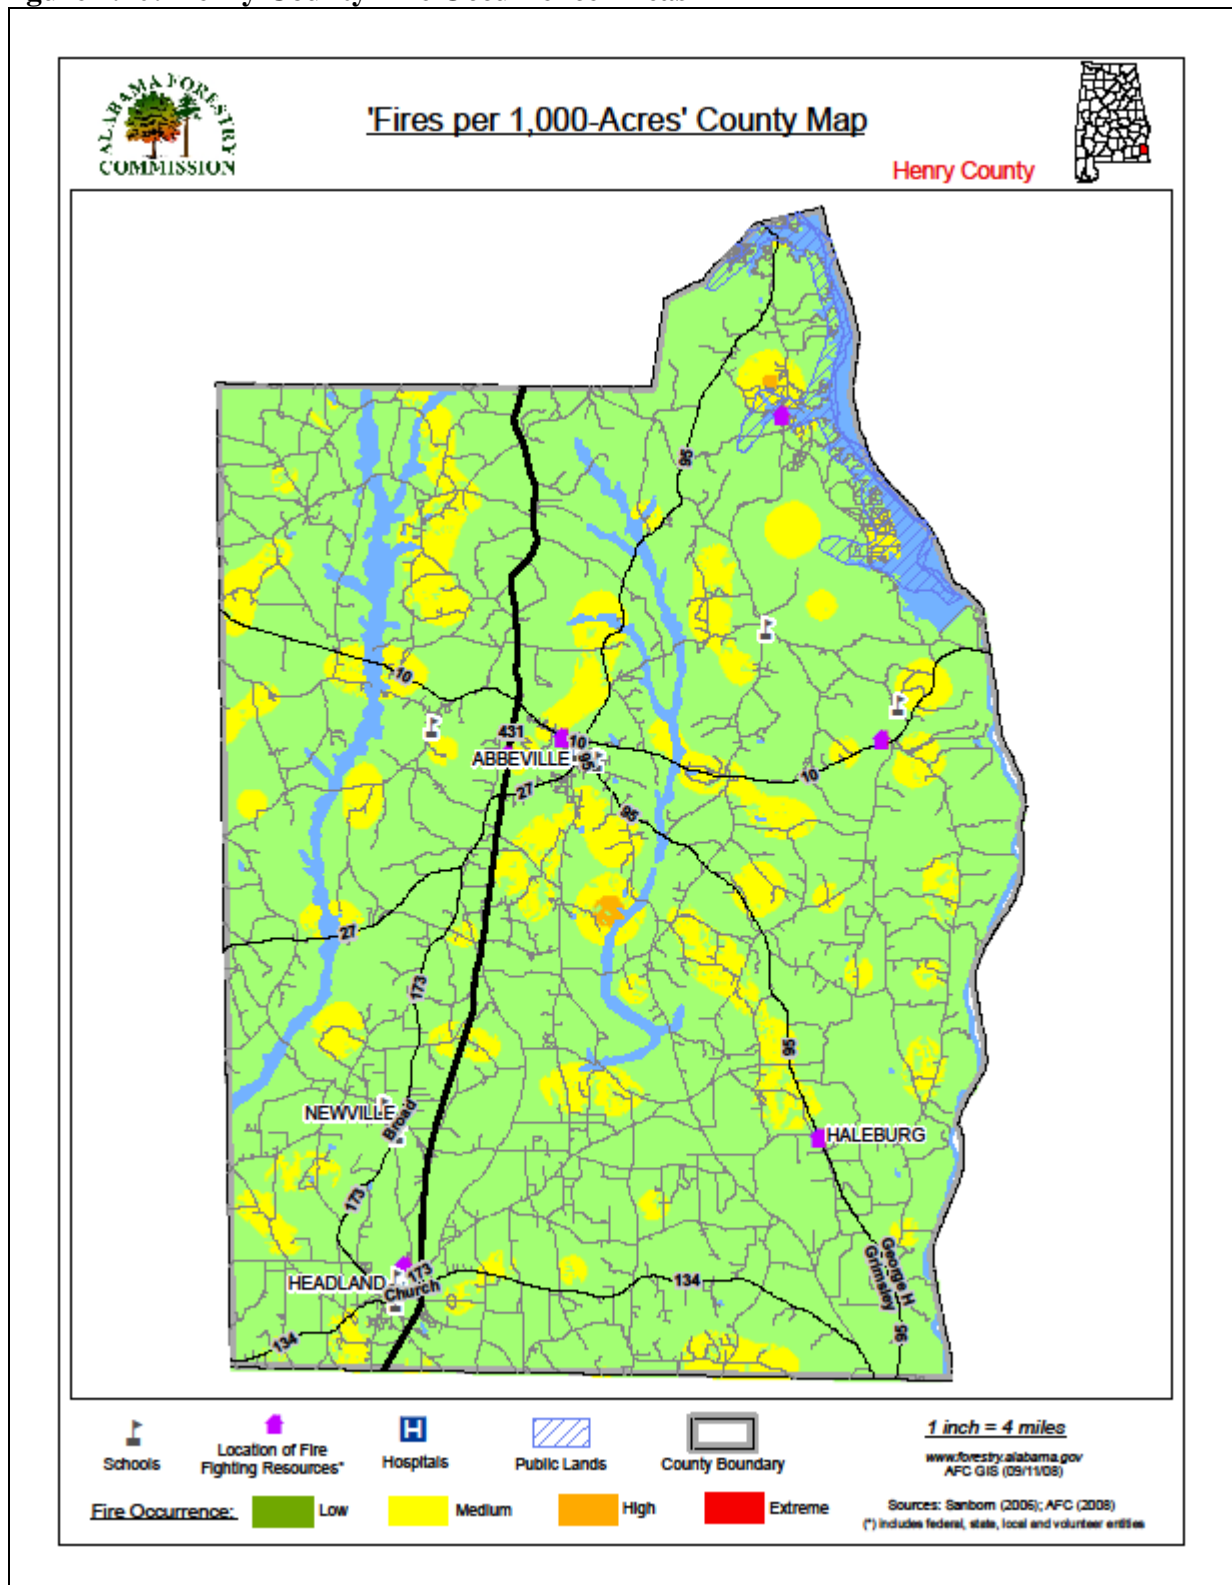 ALABAMA FORESTRY
COMMISSION
'Fires per 1,000-Acres' County Map
Henry County
95
10
431
ABBEVILLE
10
95
27
10
95
27
173
95
NEWVILLE
Broad
HALEBURG
173
HEADLAND
173
Church
134
134
George H
Grimsley
95
Schools
Location of Fire
Fighting Resources*
Hospitals
H
Public Lands
County Boundary
1 inch = 4 miles
www.forestry.alabama.gov
AFC GIS (09/11/08)
Fire Occurrence:
Low
Medium
High
Extreme
Sources: Sanborn (2006); AFC (2008)
(*) Includes federal, state, local and volunteer entities